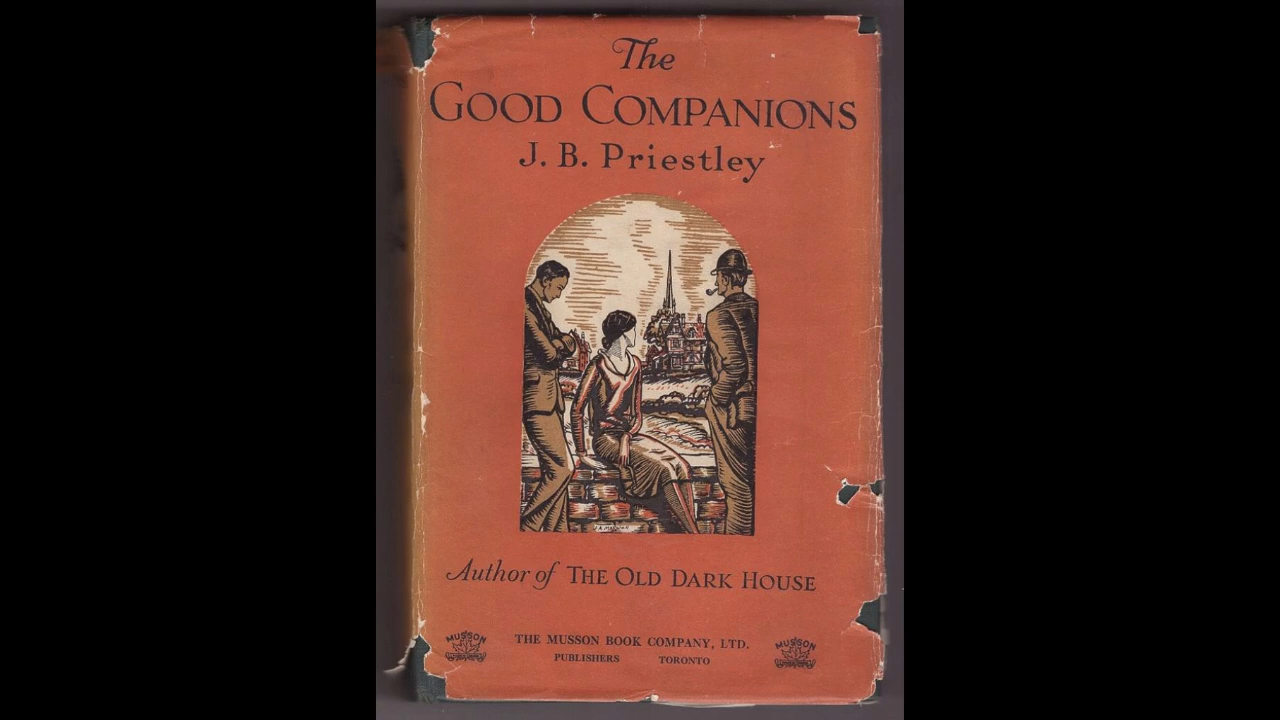 The
GOOD COMPANIONS
J. B. Priestley
Author of THE OLD DARK HOUSE
MUSSON
THE MUSSON BOOK COMPANY, LTD.
MUSSON
PUBLISHERS TORONTO